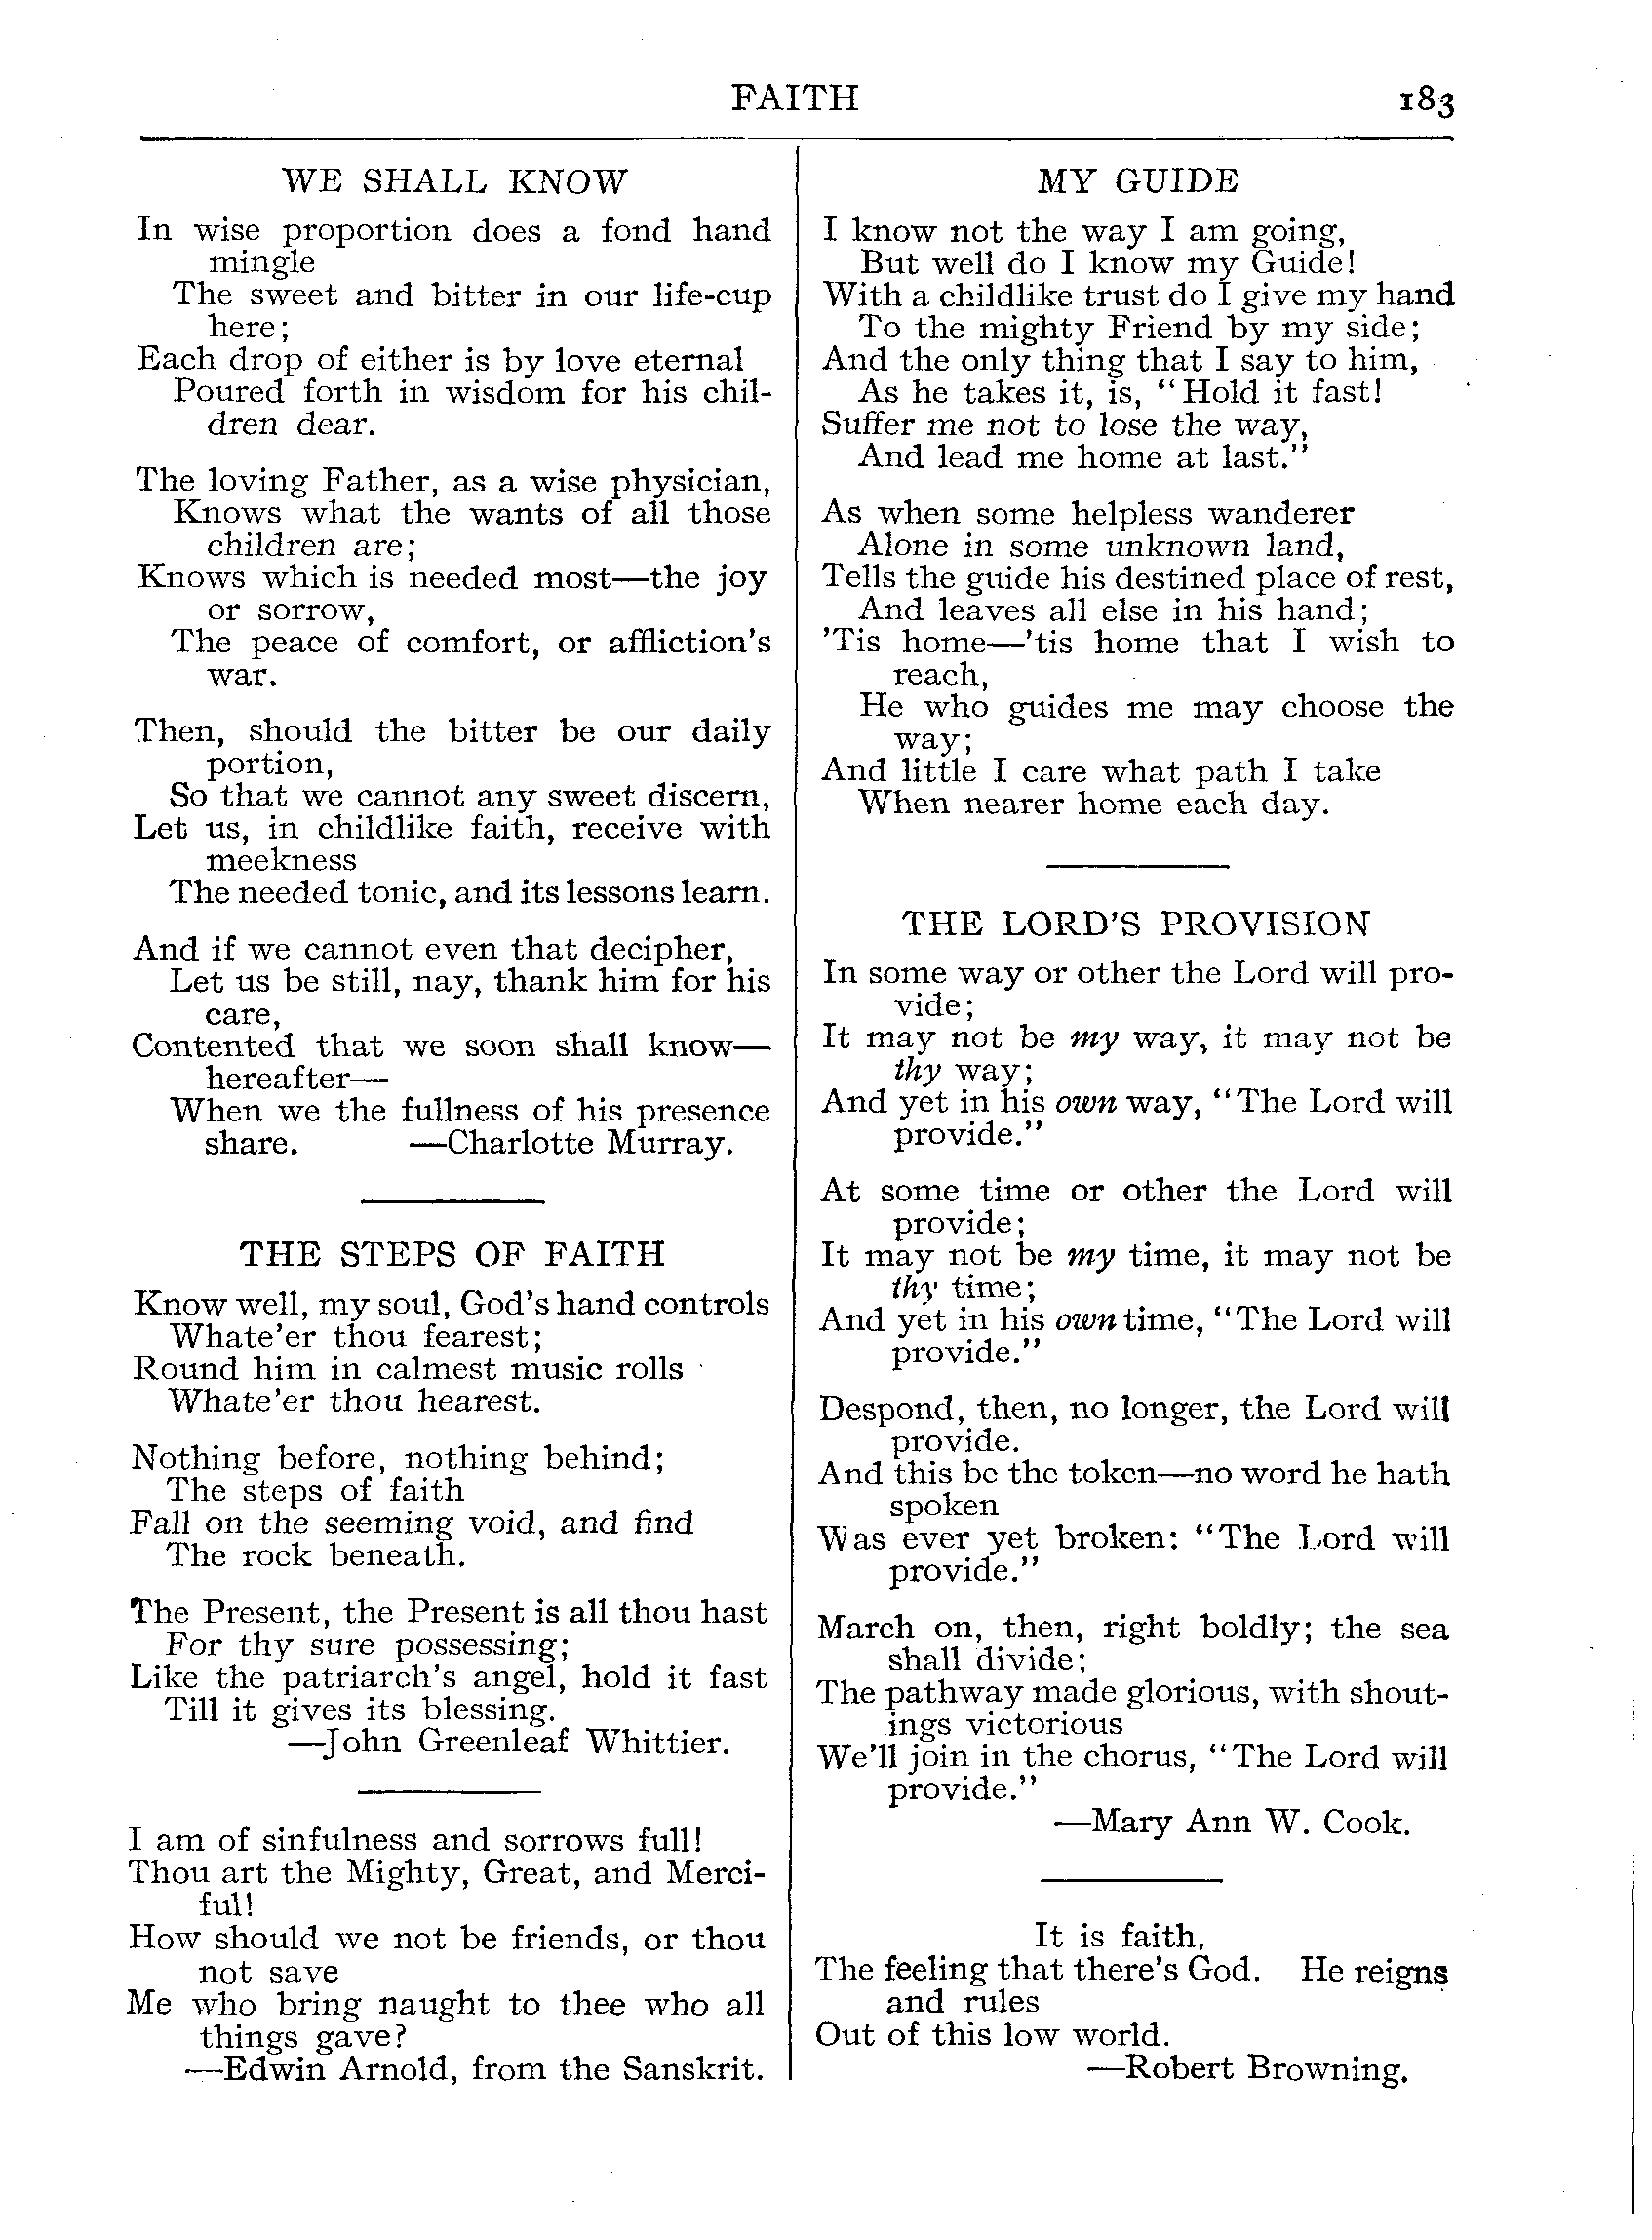 FAITH 183
WE SHALL KNOW
In wise proportion does a fond hand
mingle
The sweet and bitter in our life-cup
here;
Each drop of either is by love eternal
Poured forth in wisdom for his chil-
dren dear.
The loving Father, as a wise physician,
Knows what the wants of all those
children are;
Knows which is needed most—the joy
or sorrow,
The peace of comfort, or affliction's
war.
Then, should the bitter be our daily
portion,
So that we cannot any sweet discern,
Let us, in childlike faith, receive with
meekness
The needed tonic, and its lessons learn.
And if we cannot even that decipher,
Let us be still, nay, thank him for his
care,
Contented that we soon shall know—
hereafter—
When we the fullness of his presence
share. —Charlotte Murray.
THE STEPS OF FAITH
Know well, my soul, God's hand controls
Whate'er thou fearest;
Round him in calmest music rolls
Whate'er thou hearest.
Nothing before, nothing behind;
The steps of faith
Fall on the seeming void, and find
The rock beneath.
The Present, the Present is all thou hast
For thy sure possessing;
Like the patriarch's angel, hold it fast
Till it gives its blessing.
—John Greenleaf Whittier.
I am of sinfulness and sorrows full!
Thou art the Mighty, Great, and Merci-
ful!
How should we not be friends, or thou
not save
Me who bring naught to thee who all
things gave?
—Edwin Arnold, from the Sanskrit.
MY GUIDE
I know not the way I am going,
But well do I know my Guide!
With a childlike trust do I give my hand
To the mighty Friend by my side;
And the only thing that I say to him,
As he takes it, is, "Hold it fast!
Suffer me not to lose the way,
And lead me home at last."
As when some helpless wanderer
Alone in some unknown land,
Tells the guide his destined place of rest,
And leaves all else in his hand;
'Tis home—'tis home that I wish to
reach,
He who guides me may choose the
way;
And little I care what path I take
When nearer home each day.
THE LORD'S PROVISION
In some way or other the Lord will pro-
vide;
It may not be my way, it may not be
thy way;
And yet in his own way, "The Lord will
provide."
At some time or other the Lord will
provide;
It may not be my time, it may not be
thy time;
And yet in his own time, "The Lord will
provide."
Despond, then, no longer, the Lord will
provide.
And this be the token—no word he hath
spoken
Was ever yet broken: "The Lord will
provide."
March on, then, right boldly; the sea
shall divide;
The pathway made glorious, with shout-
ings victorious
We'll join in the chorus, "The Lord will
provide."
—Mary Ann W. Cook.
It is faith,
The feeling that there's God. He reigns
and rules
Out of this low world.
—Robert Browning.